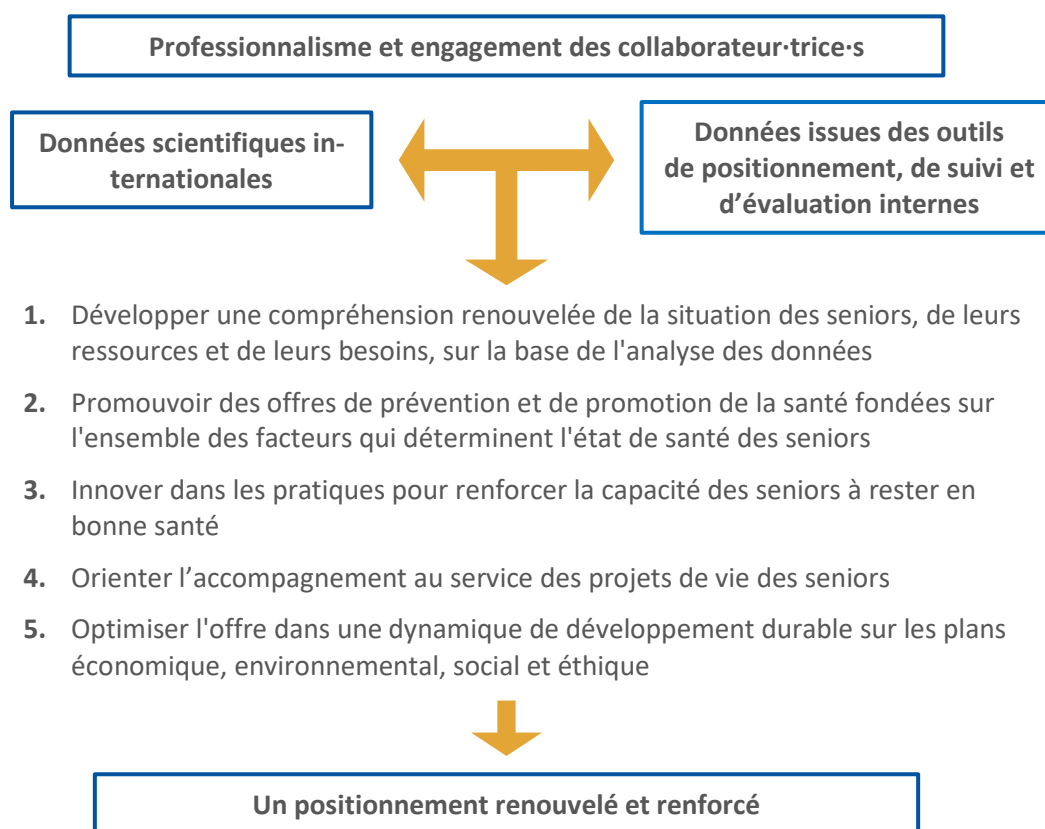 Professionnalisme et engagement des collaborateur·trice·s
Données scientifiques in-
ternationales
Données issues des outils
de positionnement, de suivi et
d’évaluation internes
1. Développer une compréhension renouvelée de la situation des seniors, de leurs
ressources et de leurs besoins, sur la base de l'analyse des données
2. Promouvoir des offres de prévention et de promotion de la santé fondées sur
l'ensemble des facteurs qui déterminent l'état de santé des seniors
3. Innover dans les pratiques pour renforcer la capacité des seniors à rester en
bonne santé
4. Orienter l’accompagnement au service des projets de vie des seniors
5. Optimiser l'offre dans une dynamique de développement durable sur les plans
économique, environnemental, social et éthique
Un positionnement renouvelé et renforcé